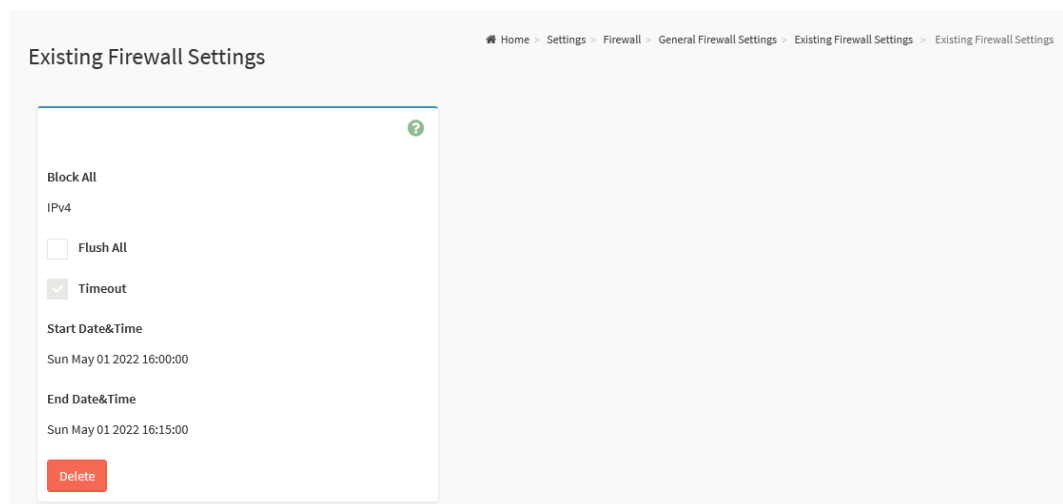 Existing Firewall Settings
Home > Settings > Firewall > General Firewall Settings > Existing Firewall Settings > Existing Firewall Settings
?
Block All
IPv4
Flush All
Timeout
Start Date&Time
Sun May 01 2022 16:00:00
End Date&Time
Sun May 01 2022 16:15:00
Delete